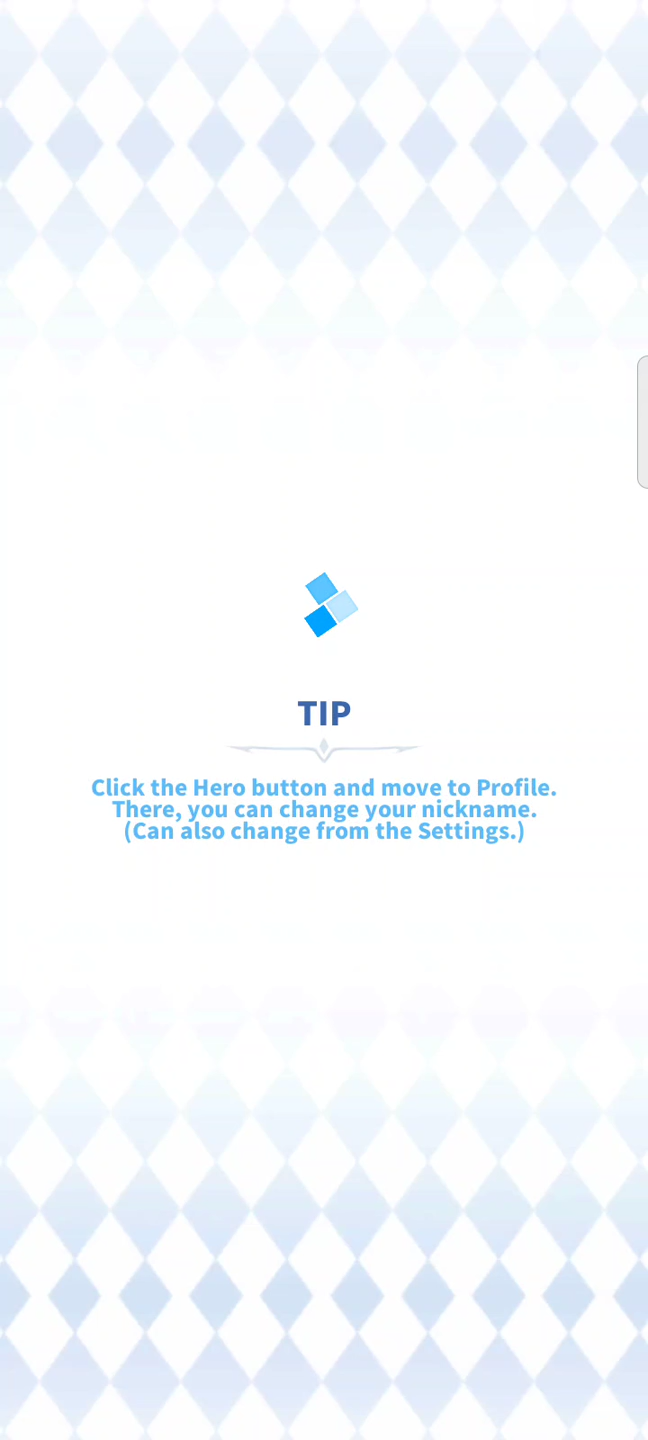 TIP
Click the Hero button and move to Profile.
There, you can change your nickname.
(Can also change from the Settings.)